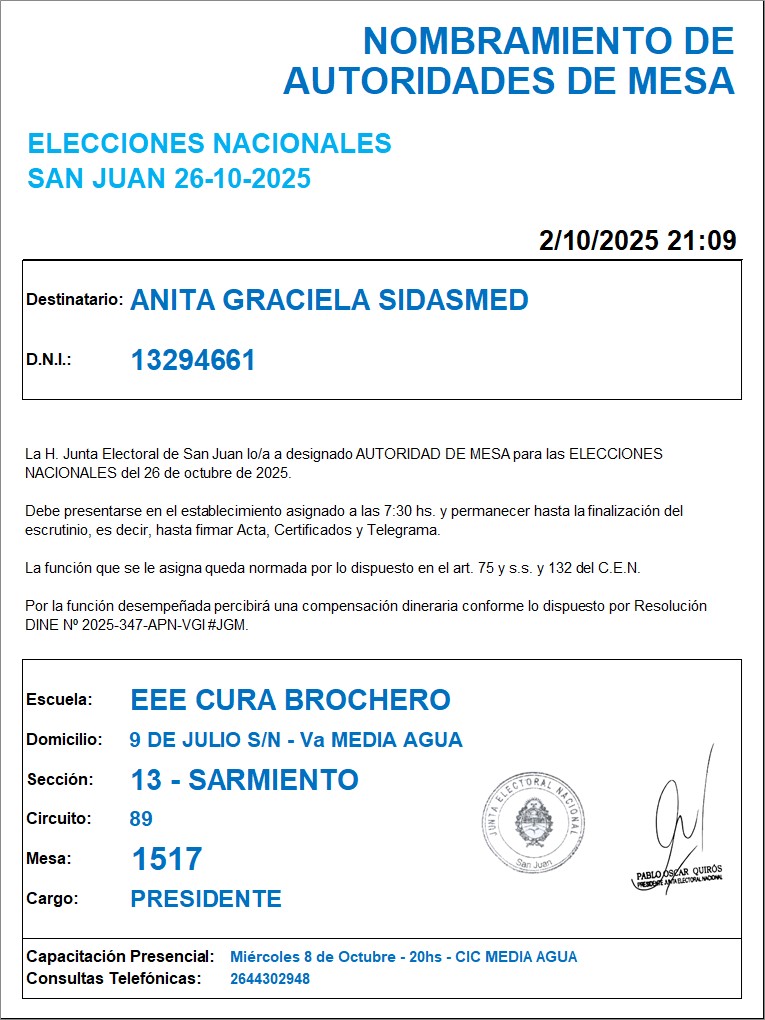 NOMBRAMIENTO DE
AUTORIDADES DE MESA
ELECCIONES NACIONALES
SAN JUAN 26-10-2025
2/10/2025 21:09
Destinatario: ANITA GRACIELA SIDASMED
D.N.I.: 13294661
La H. Junta Electoral de San Juan lo/a a designado AUTORIDAD DE MESA para las ELECCIONES
NACIONALES del 26 de octubre de 2025.
Debe presentarse en el establecimiento asignado a las 7:30 hs. y permanecer hasta la finalización del
escrutinio, es decir, hasta firmar Acta, Certificados y Telegrama.
La función que se le asigna queda normada por lo dispuesto en el art. 75 y s.s. y 132 del C.E.N.
Por la función desempeñada percibirá una compensación dineraria conforme lo dispuesto por Resolución
DINE Nº 2025-347-APN-VGI#JGM.
Escuela: EEE CURA BROCHERO
Domicilio: 9 DE JULIO S/N - Va MEDIA AGUA
Sección: 13 - SARMIENTO
Circuito: 89
Mesa: 1517
Cargo: PRESIDENTE
JUNTA ELECTORAL NACIONAL
San Juan
PABLO OSCAR QUIRÓS
PRESIDENTE JUNTA ELECTORAL NACIONAL
Capacitación Presencial: Miércoles 8 de Octubre - 20hs - CIC MEDIA AGUA
Consultas Telefónicas: 2644302948